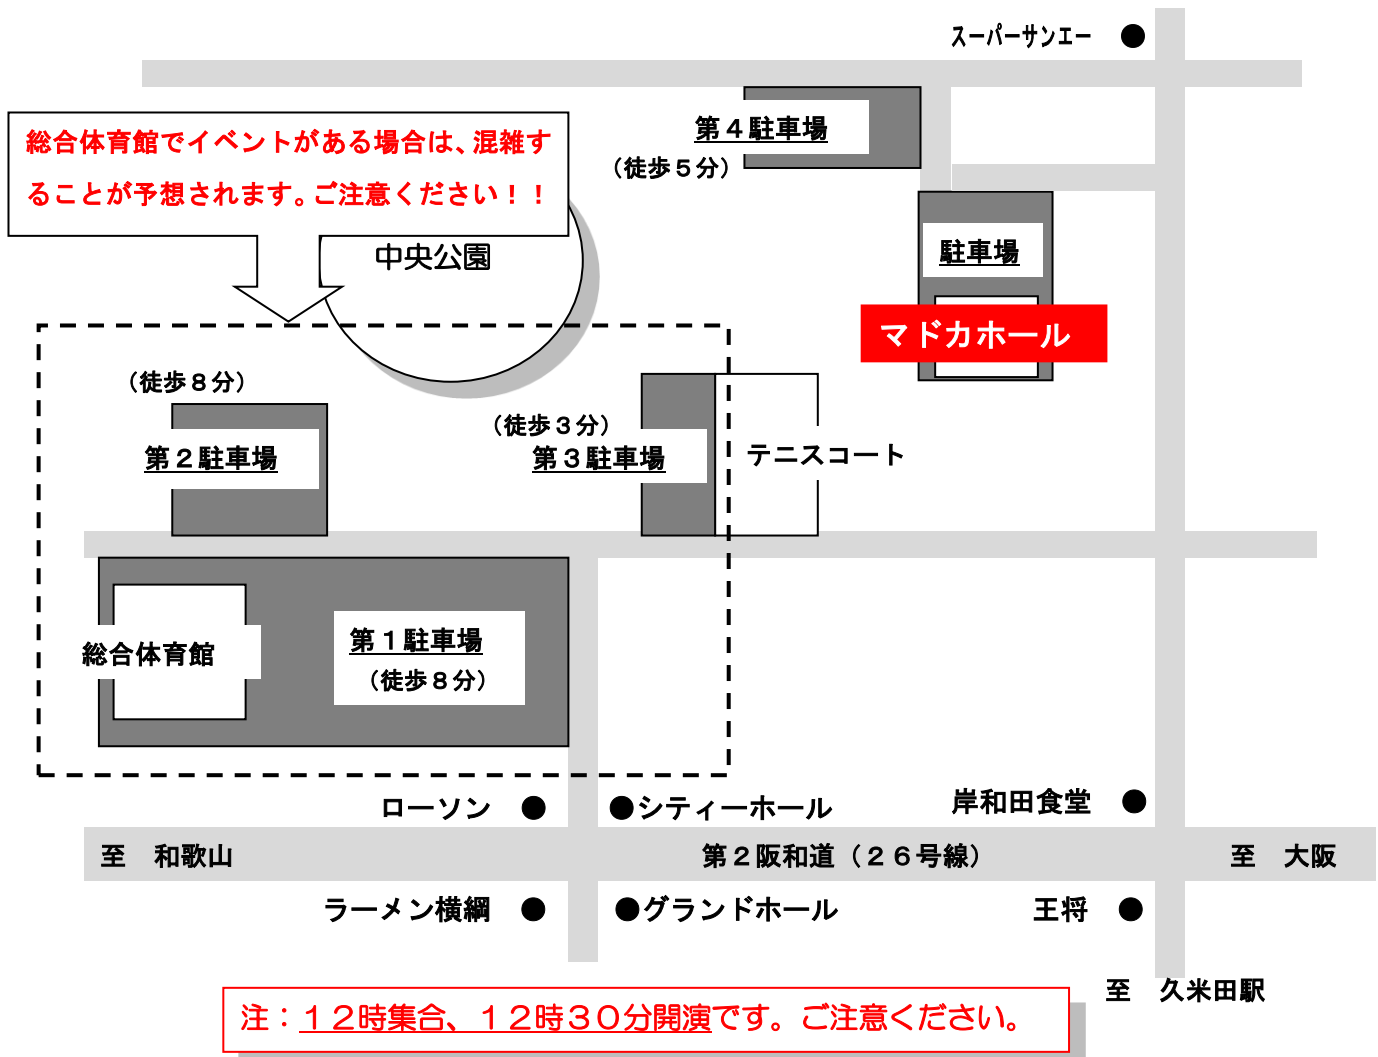 スーパーサンエー ●
総合体育館でイベントがある場合は、混雑す
ることが予想されます。ご注意ください！！
第４駐車場
（徒歩５分）
中央公園
駐車場
マドカホール
（徒歩８分）
第２駐車場
（徒歩３分）
第３駐車場
テニスコート
総合体育館
第１駐車場
（徒歩８分）
ローソン ●
●シティーホール
岸和田食堂 ●
至 和歌山
第２阪和道（２６号線）
至 大阪
ラーメン横綱 ●
●グランドホール
王将 ●
至 久米田駅
注：１２時集合、１２時３０分開演です。ご注意ください。